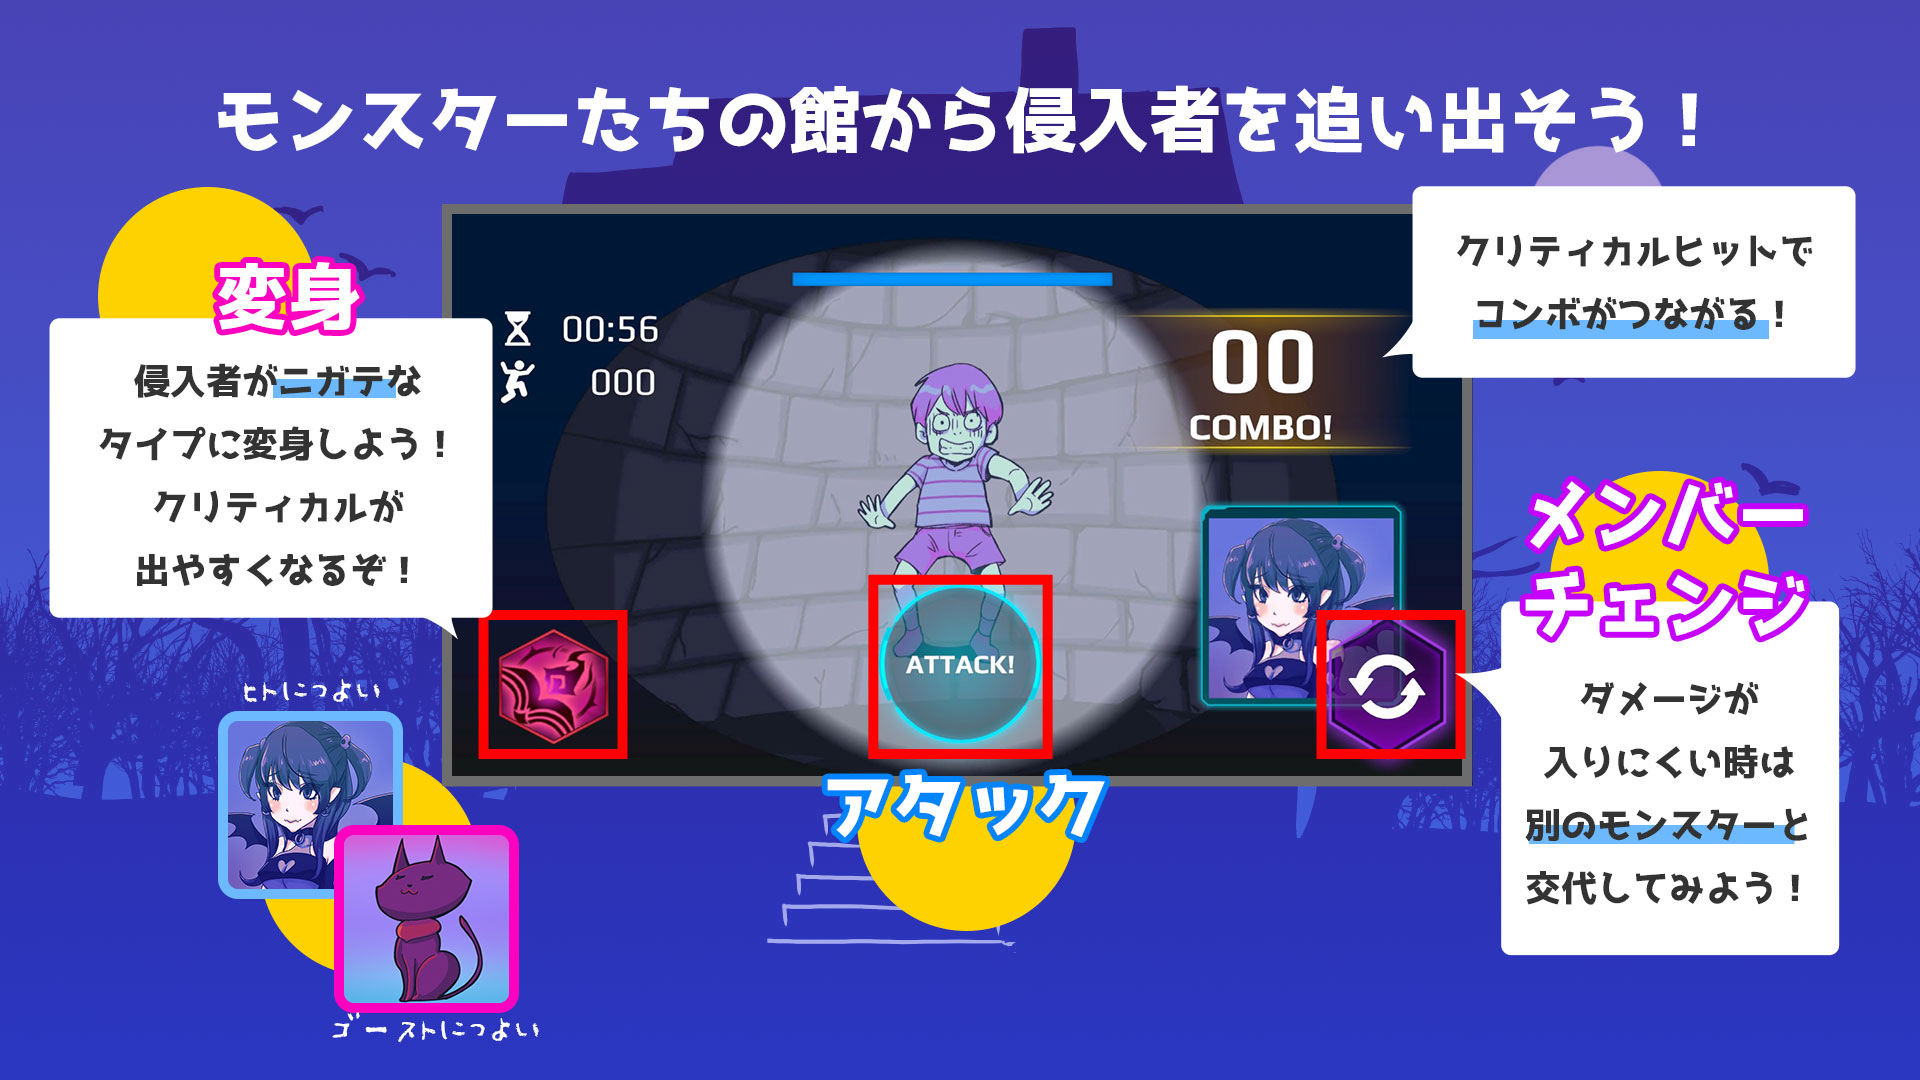 モンスターたちの館から侵入者を追い出そう！
変身
侵入者がニガテな
タイプに変身しよう！
クリティカルが
出やすくなるぞ！
00:56
000
00
COMBO!
クリティカルヒットで
コンボがつながる！
ATTACK!
アタック
メンバー
チェンジ
ダメージが
入りにくい時は
別のモンスターと
交代してみよう！
ヒトにつよい
ゴーストにつよい